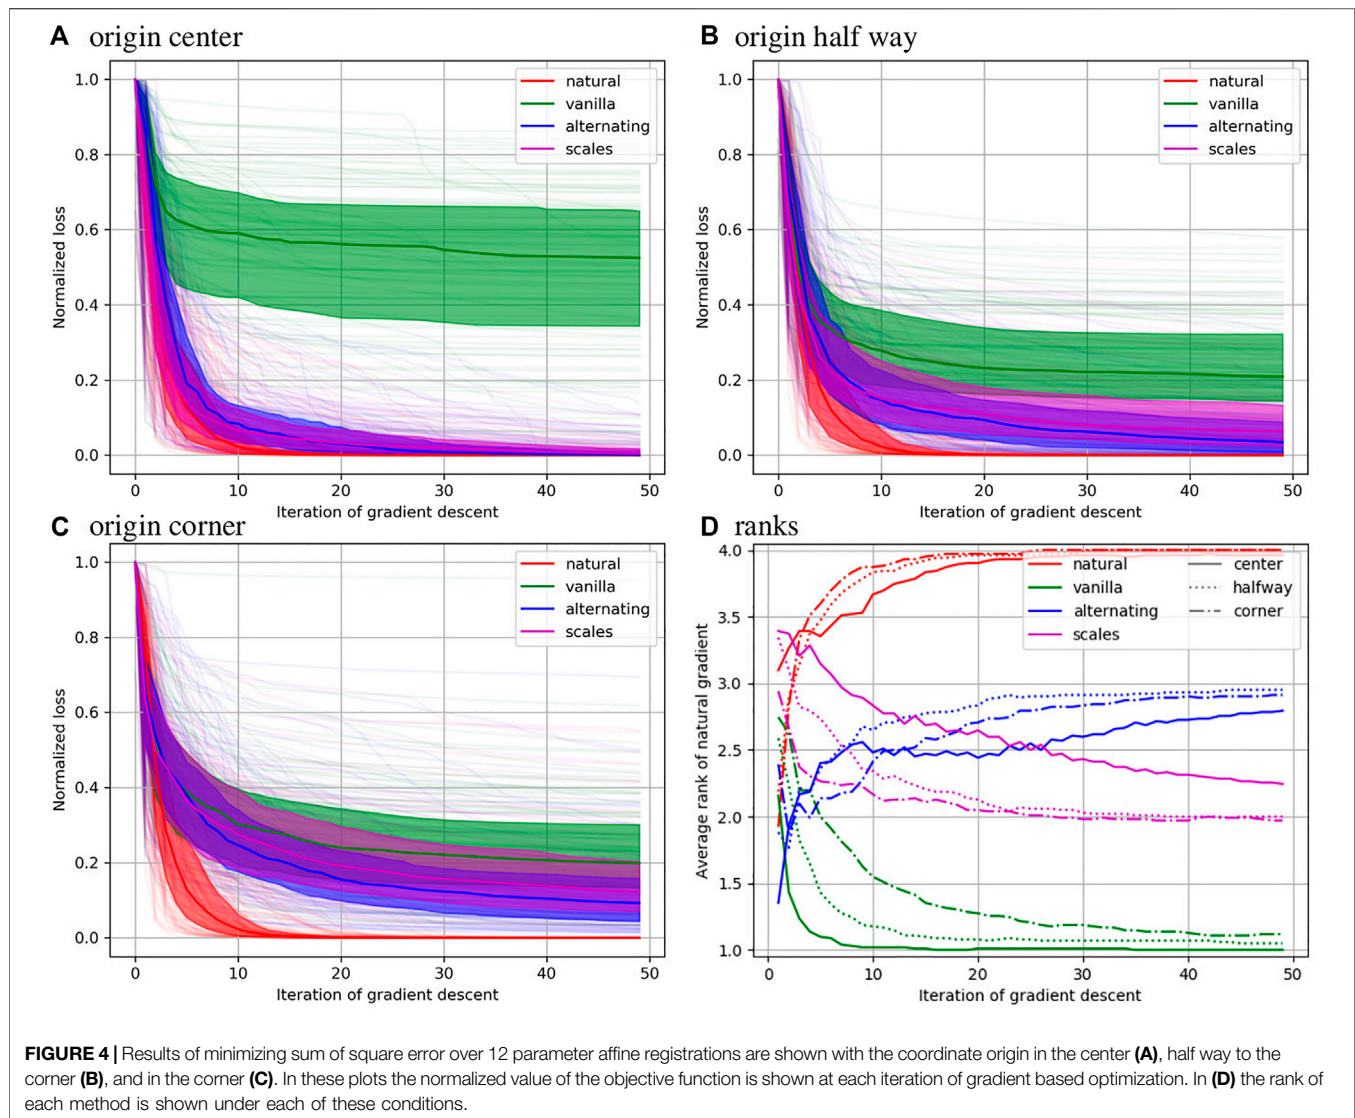 A origin center
1.0
0.8
0.6
0.4
0.2
0.0
Normalized loss
natural
vanilla
alternating
scales
0 10 20 30 40 50
Iteration of gradient descent
B origin half way
1.0
0.8
0.6
0.4
0.2
0.0
Normalized loss
natural
vanilla
alternating
scales
0 10 20 30 40 50
Iteration of gradient descent
C origin corner
1.0
0.8
0.6
0.4
0.2
0.0
Normalized loss
natural
vanilla
alternating
scales
0 10 20 30 40 50
Iteration of gradient descent
D ranks
4.0
3.5
3.0
2.5
2.0
1.5
1.0
Average rank of natural gradient
natural center
vanilla halfway
alternating corner
scales
0 10 20 30 40 50
Iteration of gradient descent
FIGURE 4 | Results of minimizing sum of square error over 12 parameter affine registrations are shown with the coordinate origin in the center (A), half way to the
corner (B), and in the corner (C). In these plots the normalized value of the objective function is shown at each iteration of gradient based optimization. In (D) the rank of
each method is shown under each of these conditions.